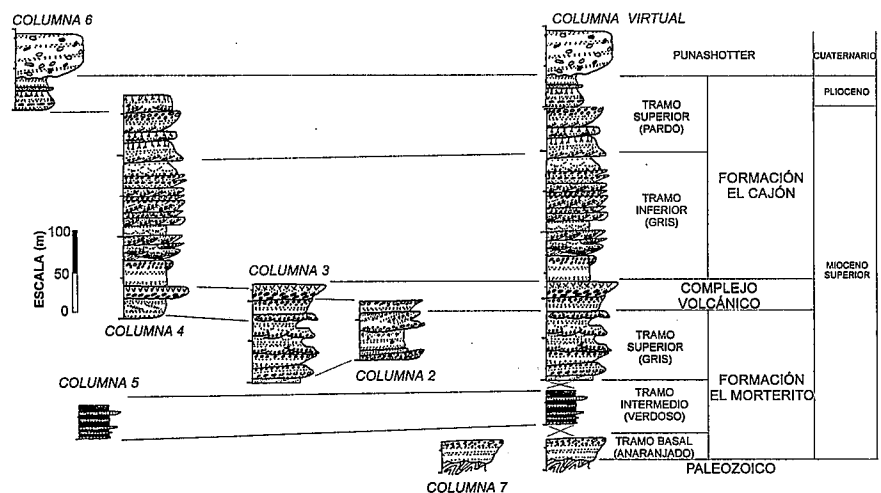 COLUMNA 6
COLUMNA VIRTUAL
PUNASHOTTER
CUATERNARIO
PLIOCENO
TRAMO
SUPERIOR
(PARDO)
FORMACIÓN
EL CAJÓN
TRAMO
INFERIOR
(GRIS)
ESCALA (m)
100
50
0
COLUMNA 3
MIOCENO
SUPERIOR
COMPLEJO
VOLCÁNICO
COLUMNA 4
TRAMO
SUPERIOR
(GRIS)
COLUMNA 2
COLUMNA 5
FORMACIÓN
EL MORTERITO
TRAMO
INTERMEDIO
(VERDOSO)
TRAMO BASAL
(ANARANJADO)
PALEOZOICO
COLUMNA 7